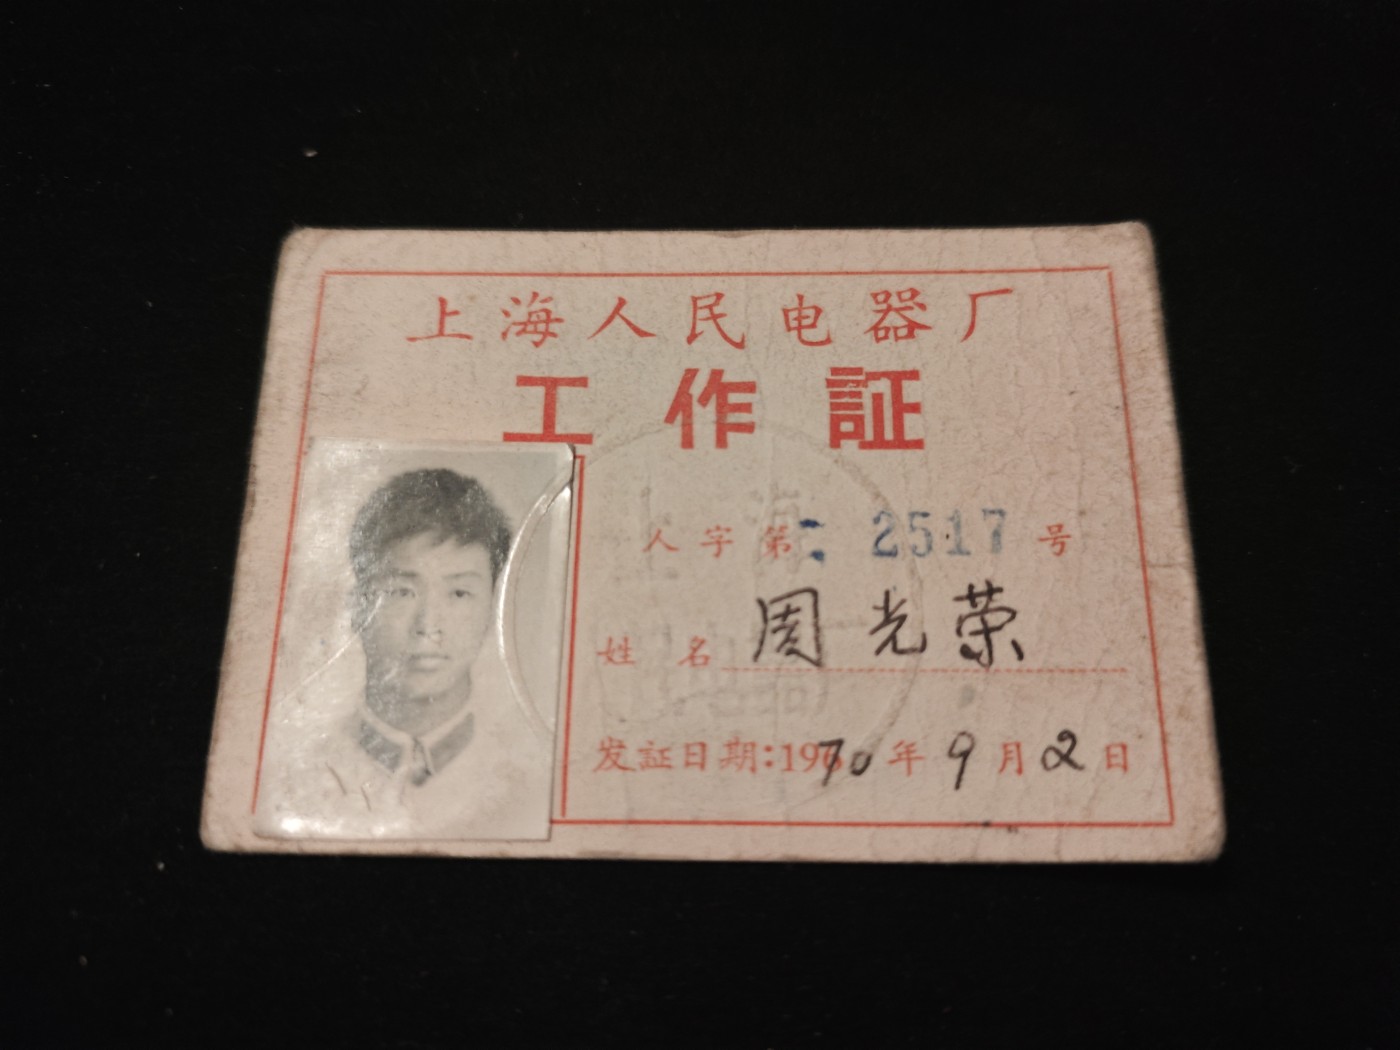 上海人民电器厂
工作証
人字第 2517 号
姓名 周光荣
发証日期：1970年9月2日